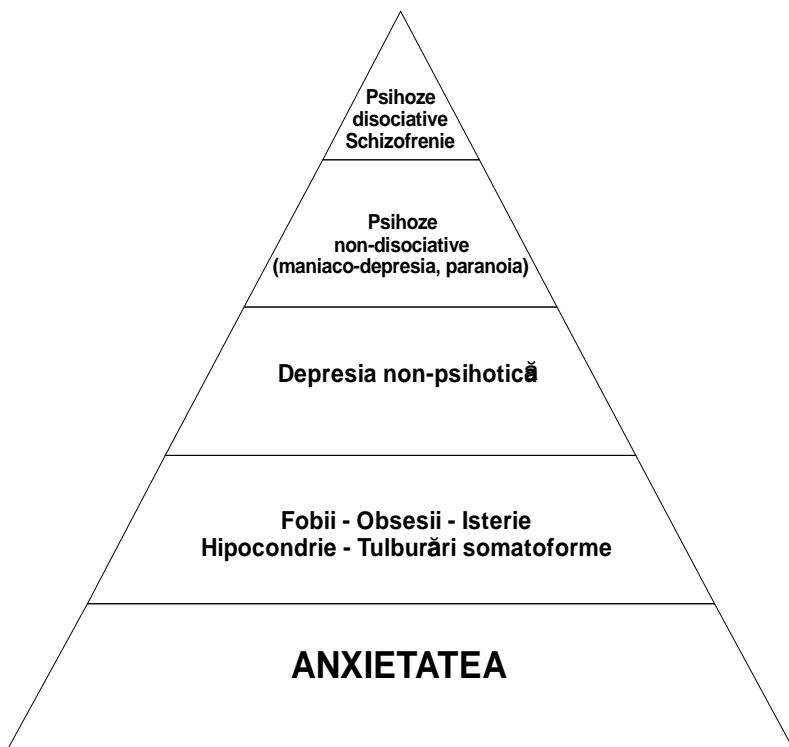 Psihoze
disociative
Schizofrenie
Psihoze
non-disociative
(maniaco-depresia, paranoia)
Depresia non-psihotică
Fobii - Obsesii - Isterie
Hipocondrie - Tulburări somatoforme
ANXIETATEA